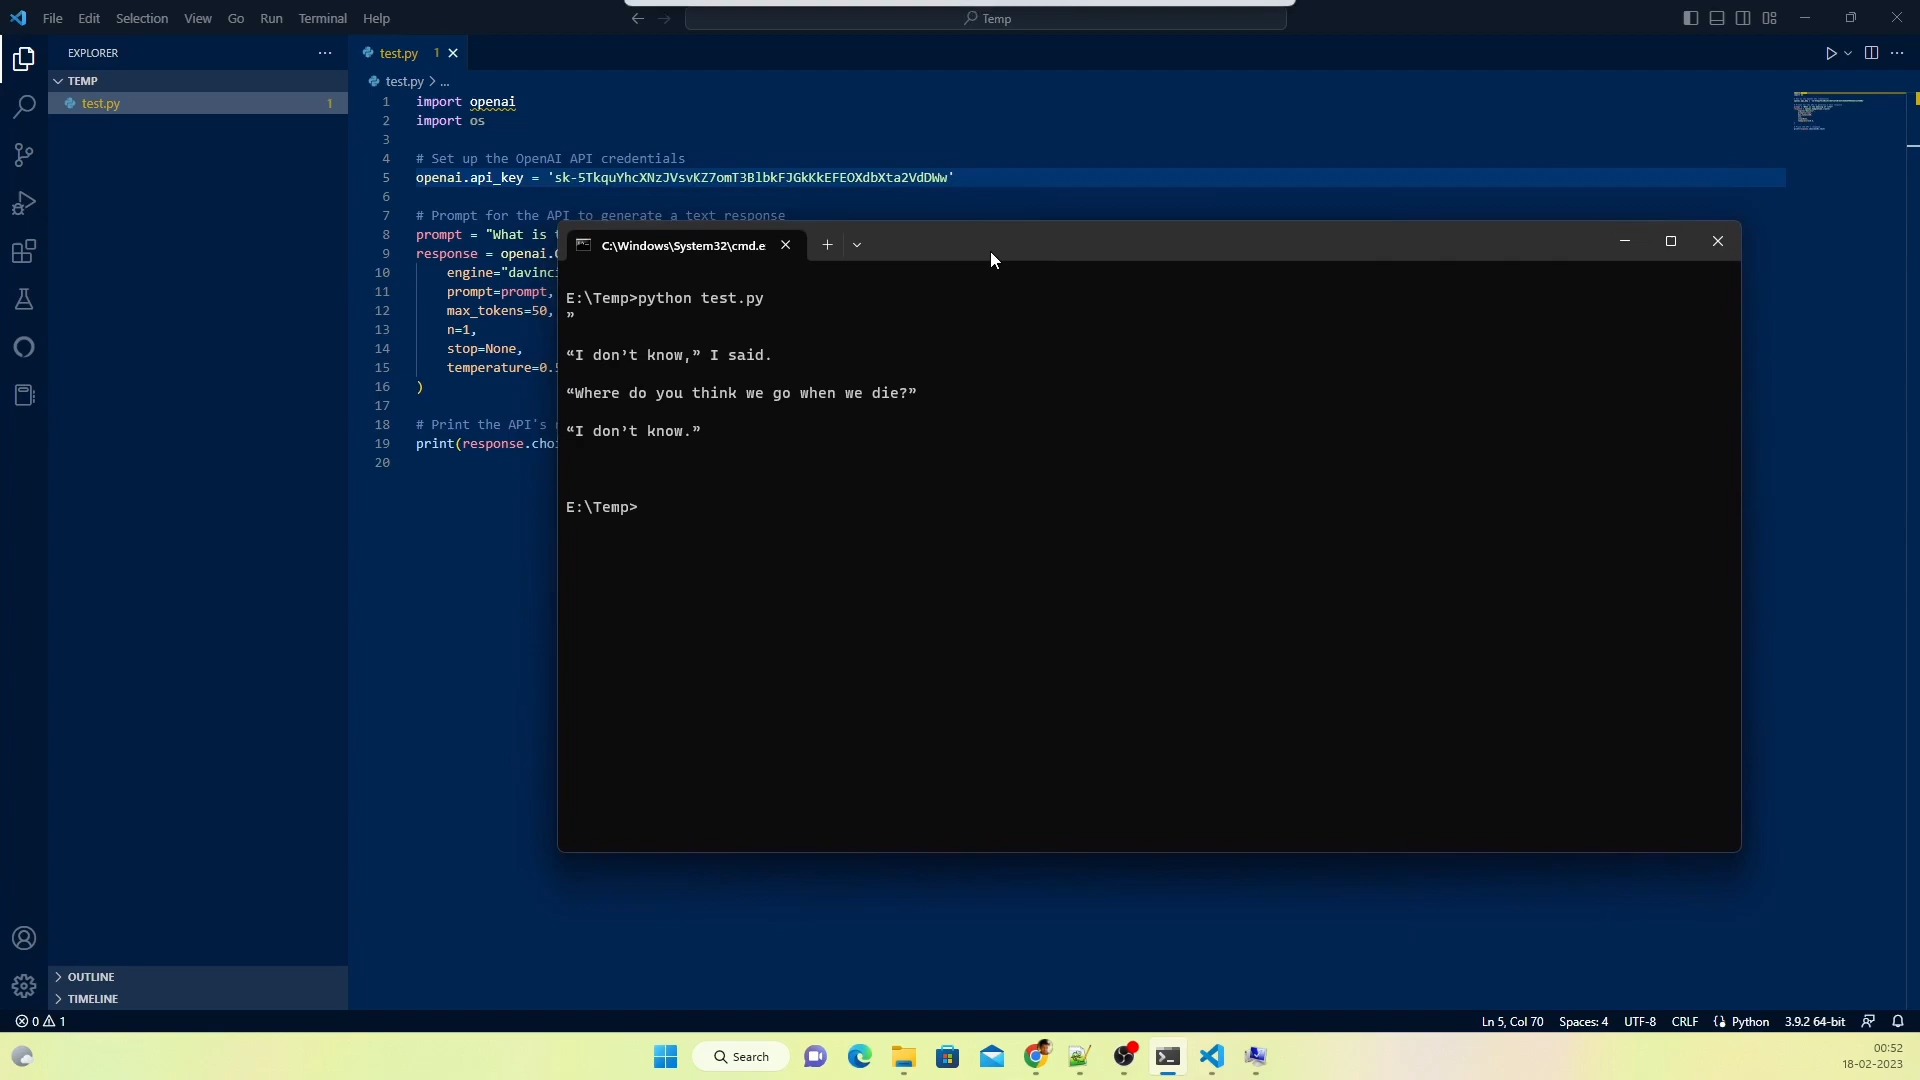 File Edit Selection View Go Run Terminal Help
Temp
EXPLORER
TEMP
test.py 1
test.py 1
test.py > ...
1 import openai
2 import os
3
4 # Set up the OpenAI API credentials
5 openai.api_key = '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'
6
7 # Prompt for the API to generate a text response
8 prompt = "What is
9 response = openai.
10 engine="davinci
11 prompt=prompt,
12 max_tokens=50,
13 n=1,
14 stop=None,
15 temperature=0.5
16 )
17
18 # Print the API's
19 print(response.choi
20
C:\Windows\System32\cmd.e
E:\Temp>python test.py
”
“I don’t know,” I said.
“Where do you think we go when we die?”
“I don’t know.”
E:\Temp>
OUTLINE
TIMELINE
0 1
Ln 5, Col 70 Spaces: 4 UTF-8 CRLF Python 3.9.2 64-bit
Search
00:52
18-02-2023